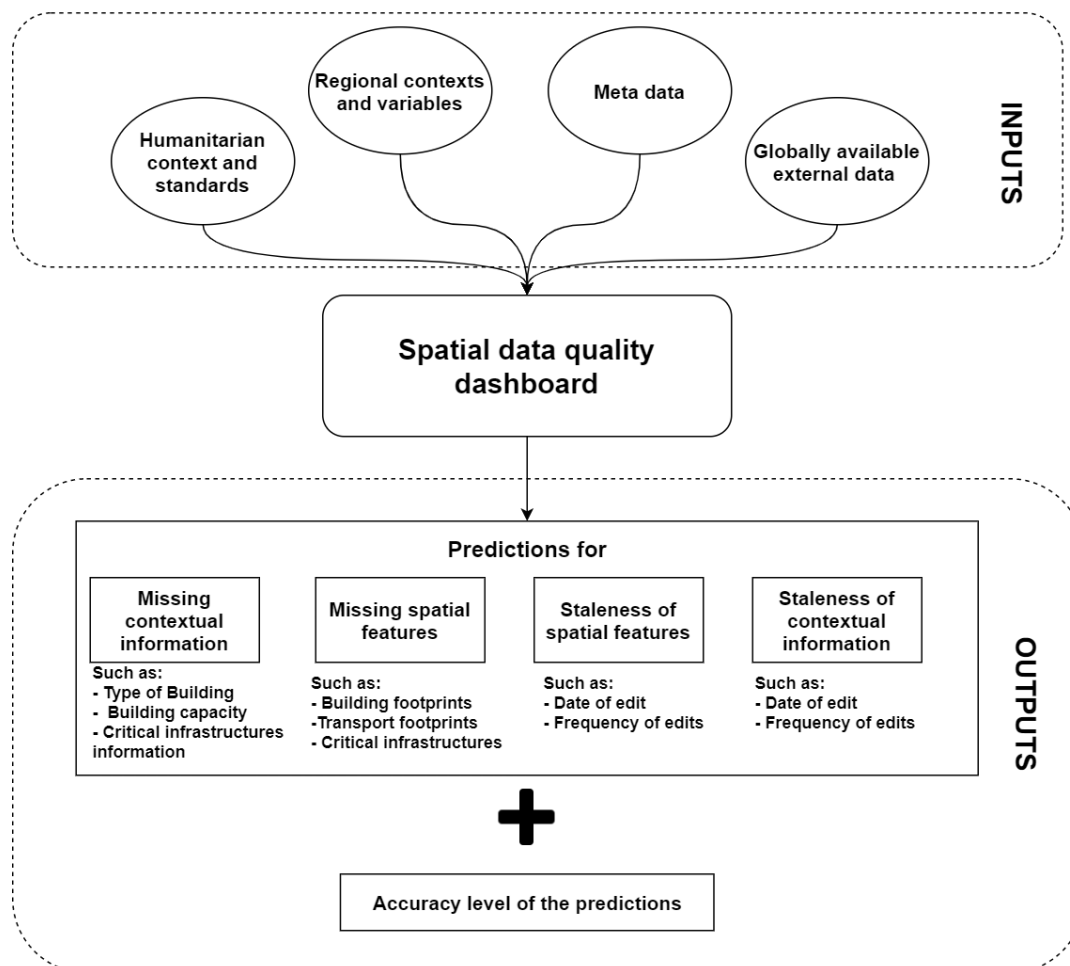 Humanitarian
context and
standards
Regional contexts
and variables
Meta data
Globally available
external data
INPUTS
Spatial data quality
dashboard
Predictions for
Missing
contextual
information
Such as:
- Type of Building
- Building capacity
- Critical infrastructures
information
Missing spatial
features
Such as:
- Building footprints
-Transport footprints
- Critical infrastructures
Staleness of
spatial features
Such as:
- Date of edit
- Frequency of edits
Staleness of
contextual
information
Such as:
- Date of edit
- Frequency of edits
OUTPUTS
Accuracy level of the predictions